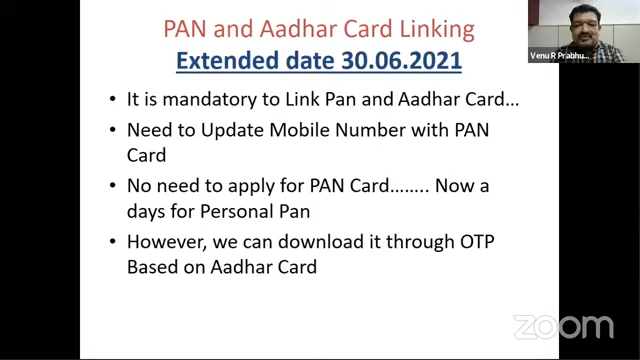 PAN and Aadhar Card Linking
Extended date 30.06.2021
• It is mandatory to Link Pan and Aadhar Card…
• Need to Update Mobile Number with PAN
Card
• No need to apply for PAN Card…….. Now a
days for Personal Pan
• However, we can download it through OTP
Based on Aadhar Card
Venu R Prabhu...
zoom